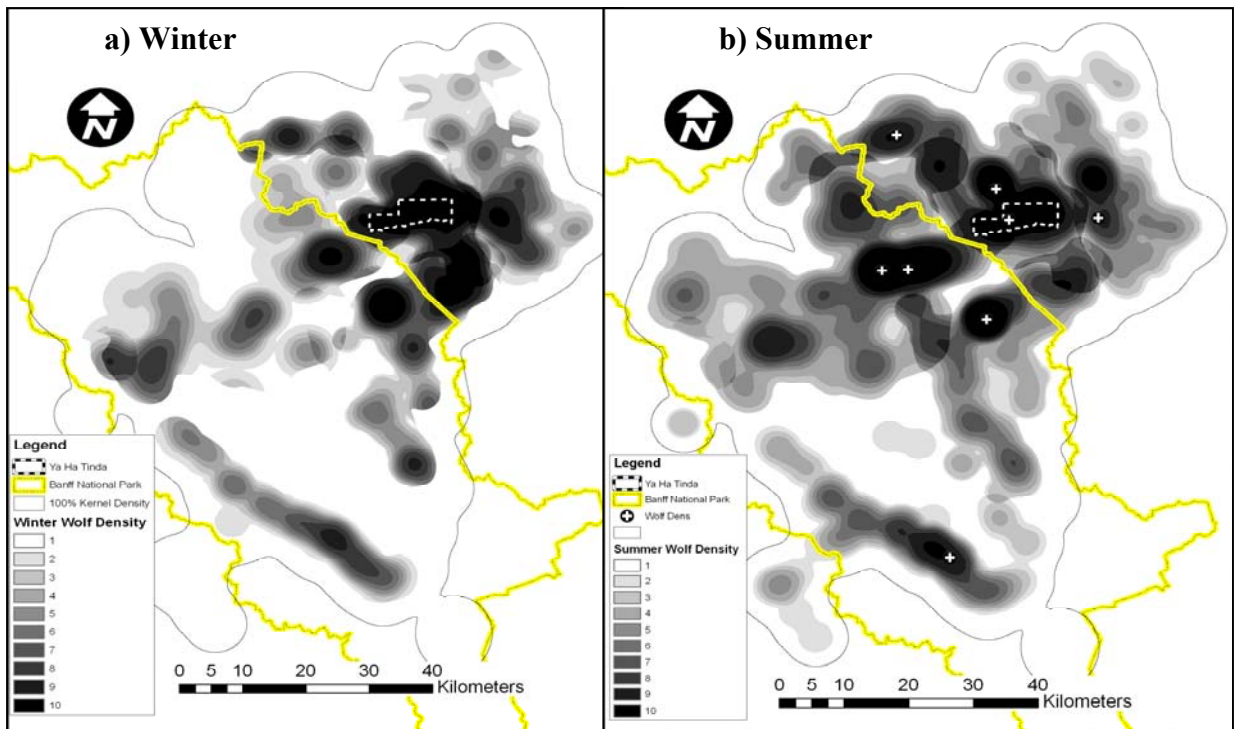 a) Winter
N
Legend
Ya Ha Tinda
Banff National Park
100% Kernel Density
Winter Wolf Density
1
2
3
4
5
6
7
8
9
10
0 10 20 30 40
Kilometers
b) Summer
N
Legend
Ya Ha Tinda
Banff National Park
Wolf Dens
Summer Wolf Density
1
2
3
4
5
6
7
8
9
10
0 10 20 30 40
Kilometers